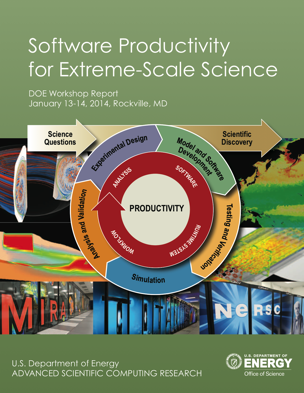 Software Productivity
for Extreme-Scale Science
DOE Workshop Report
January 13-14, 2014, Rockville, MD
Science
Questions
Scientific
Discovery
Experimental Design
Model and Software
Development
Testing and Verification
Simulation
Analysis and Validation
ANALYSIS
SOFTWARE
RUNTIME SYSTEM
WORKFLOW
PRODUCTIVITY
MIRA
TITAN
NERSC
U.S. Department of Energy
ADVANCED SCIENTIFIC COMPUTING RESEARCH
U.S. DEPARTMENT OF
ENERGY
Office of Science